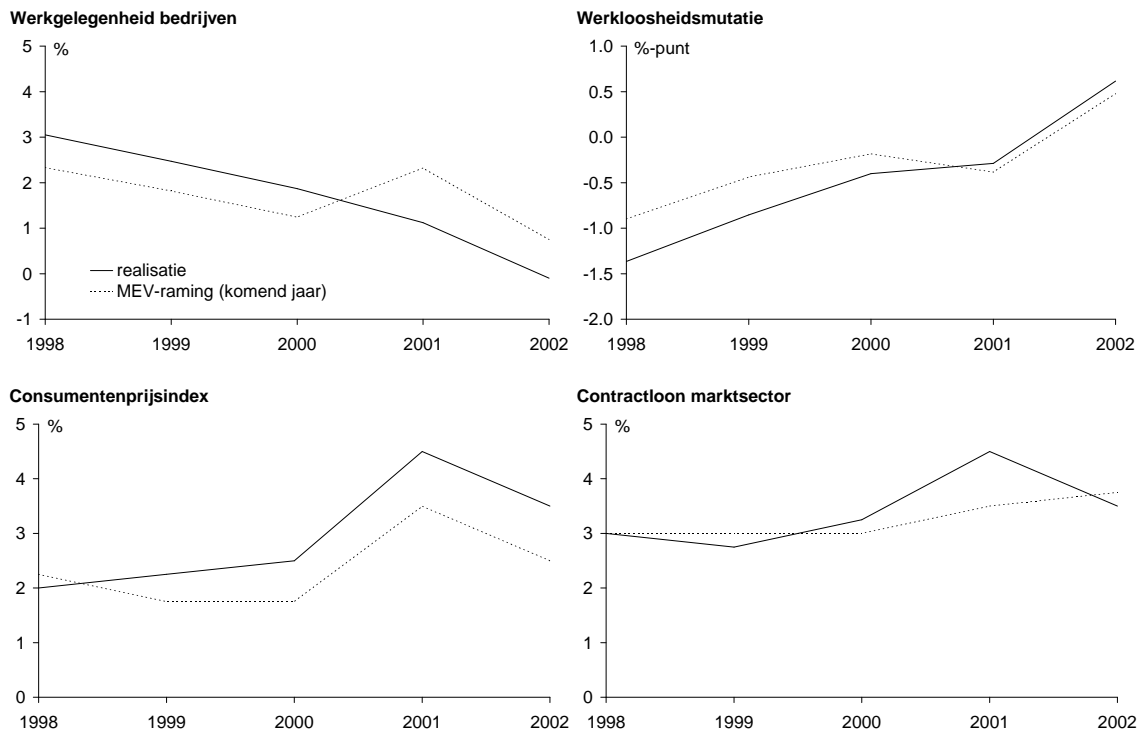 Werkgelegenheid bedrijven
5
%
4
3
2
1
0
-1
realisatie
MEV-raming (komend jaar)
1998 1999 2000 2001 2002
Werkloosheidsmutatie
1.0
%-punt
0.5
0.0
-0.5
-1.0
-1.5
-2.0
1998 1999 2000 2001 2002
Consumentenprijsindex
5
%
4
3
2
1
0
1998 1999 2000 2001 2002
Contractloon marktsector
5
%
4
3
2
1
0
1998 1999 2000 2001 2002